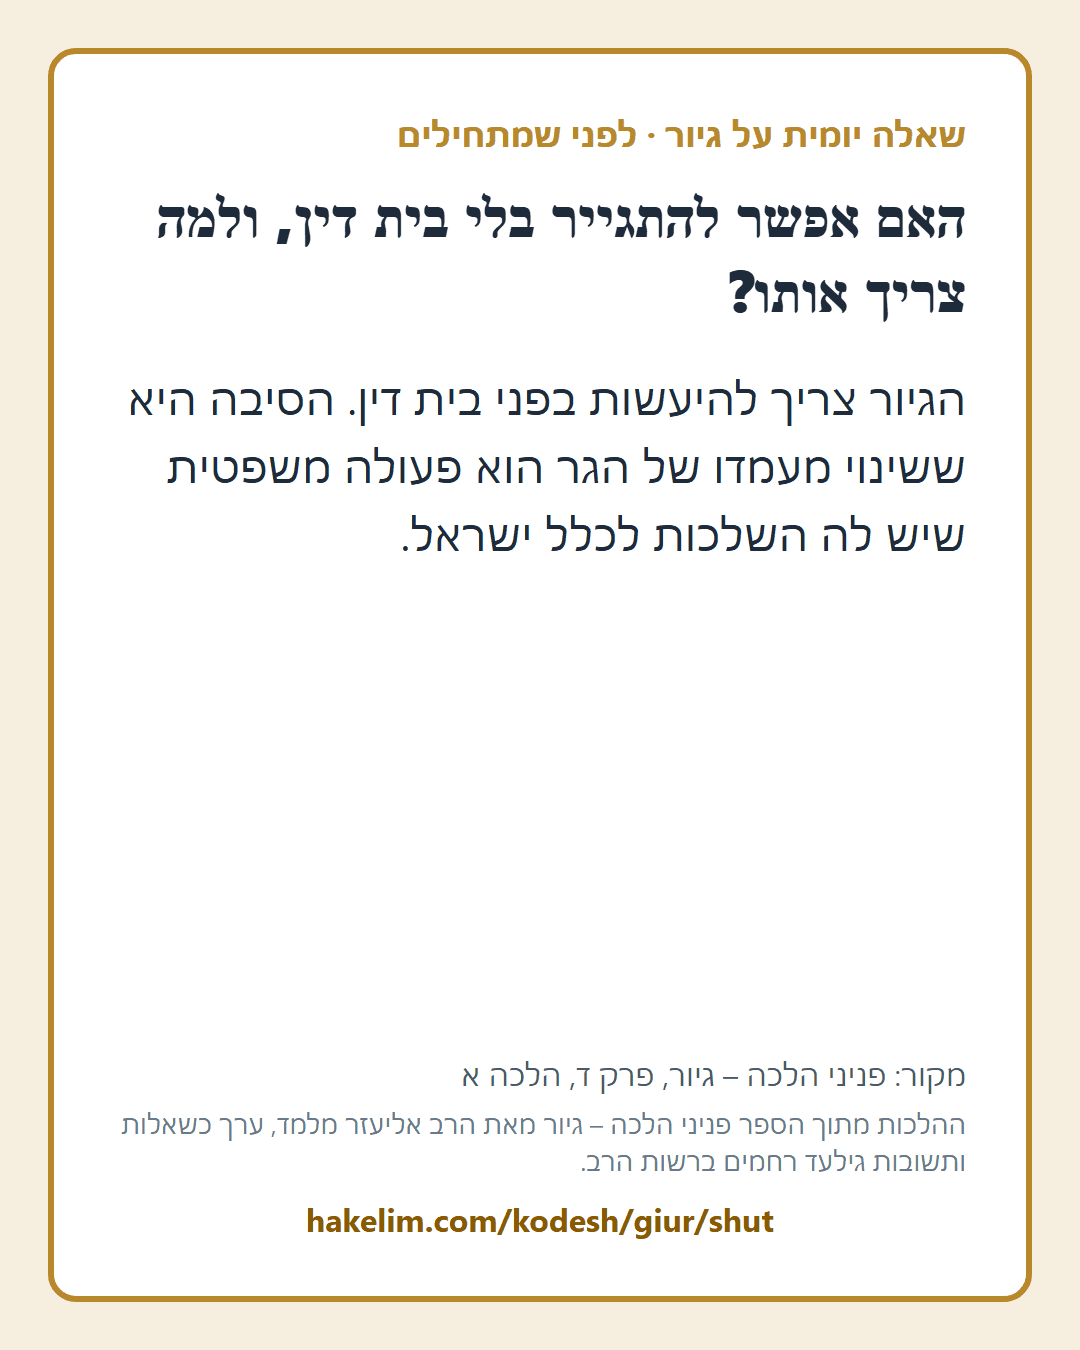 שאלה יומית על גיור · לפני שמתחילים
האם אפשר להתגייר בלי בית דין, ולמה
צריך אותו?
הגיור צריך להיעשות בפני בית דין. הסיבה היא
ששינוי מעמדו של הגר הוא פעולה משפטית
שיש לה השלכות לכלל ישראל.
מקור: פניני הלכה – גיור, פרק ד, הלכה א
ההלכות מתוך הספר פניני הלכה – גיור מאת הרב אליעזר מלמד, ערך כשאלות
ותשובות גילעד רחמים ברשות הרב.
hakelim.com/kodesh/giur/shut